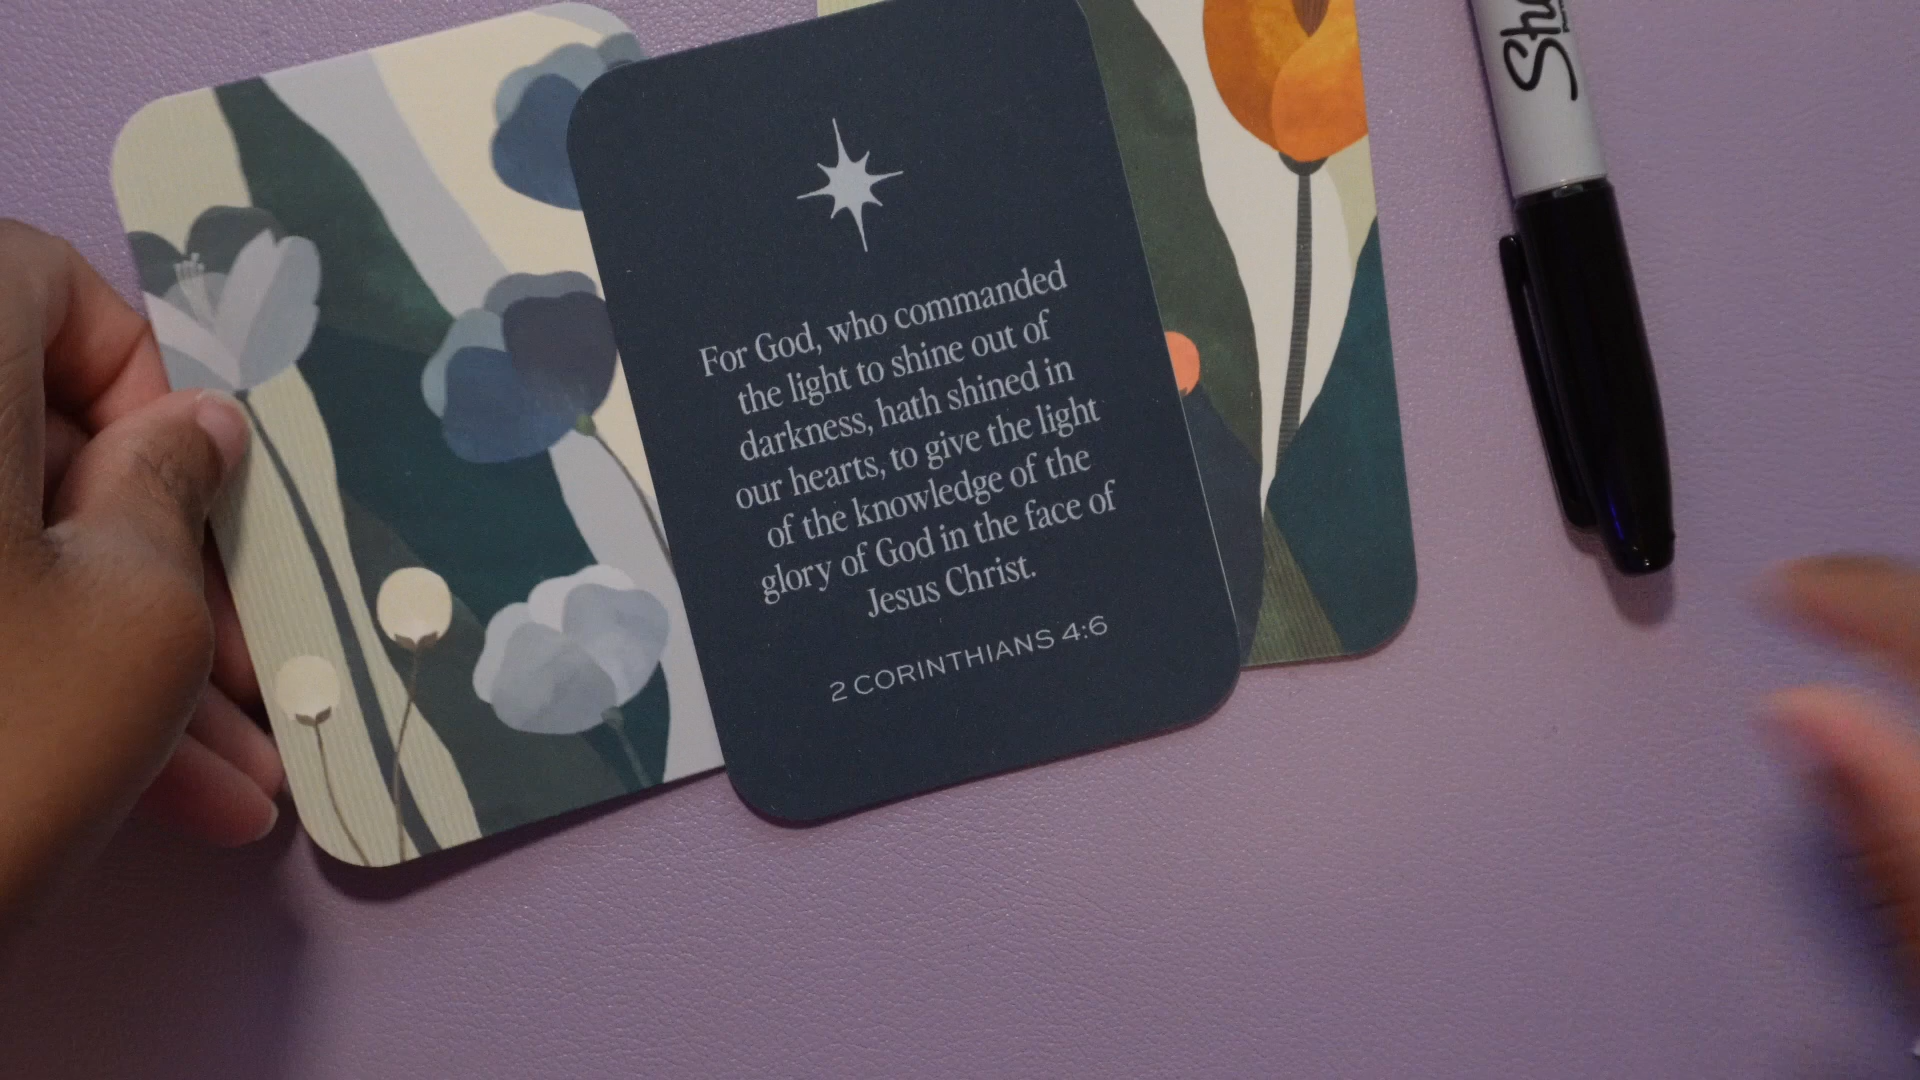 For God, who commanded
the light to shine out of
darkness, hath shined in
our hearts, to give the light
of the knowledge of the
glory of God in the face of
Jesus Christ.
2 CORINTHIANS 4:6